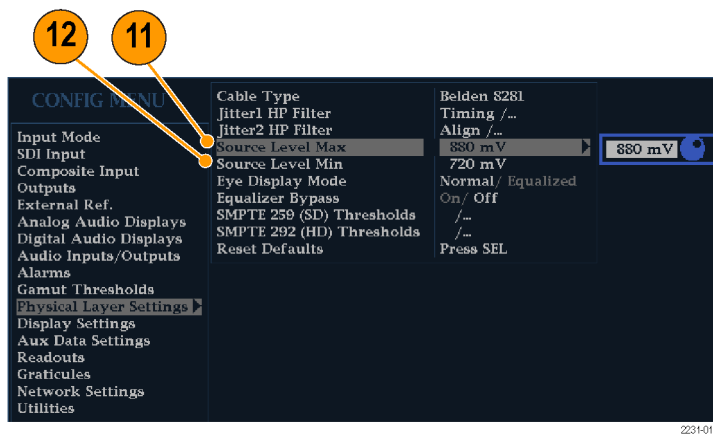 12 11
CONFIG MENU
Input Mode
SDI Input
Composite Input
Outputs
External Ref.
Analog Audio Displays
Digital Audio Displays
Audio Inputs/Outputs
Alarms
Gamut Thresholds
Physical Layer Settings
Display Settings
Aux Data Settings
Readouts
Graticules
Network Settings
Utilities
Cable Type Belden 8281
Jitter1 HP Filter Timing /...
Jitter2 HP Filter Align /...
Source Level Max 880 mV 880 mV
Source Level Min 720 mV
Eye Display Mode Normal/ Equalized
Equalizer Bypass On/ Off
SMPTE 259 (SD) Thresholds /...
SMPTE 292 (HD) Thresholds /...
Reset Defaults Press SEL
2231-01